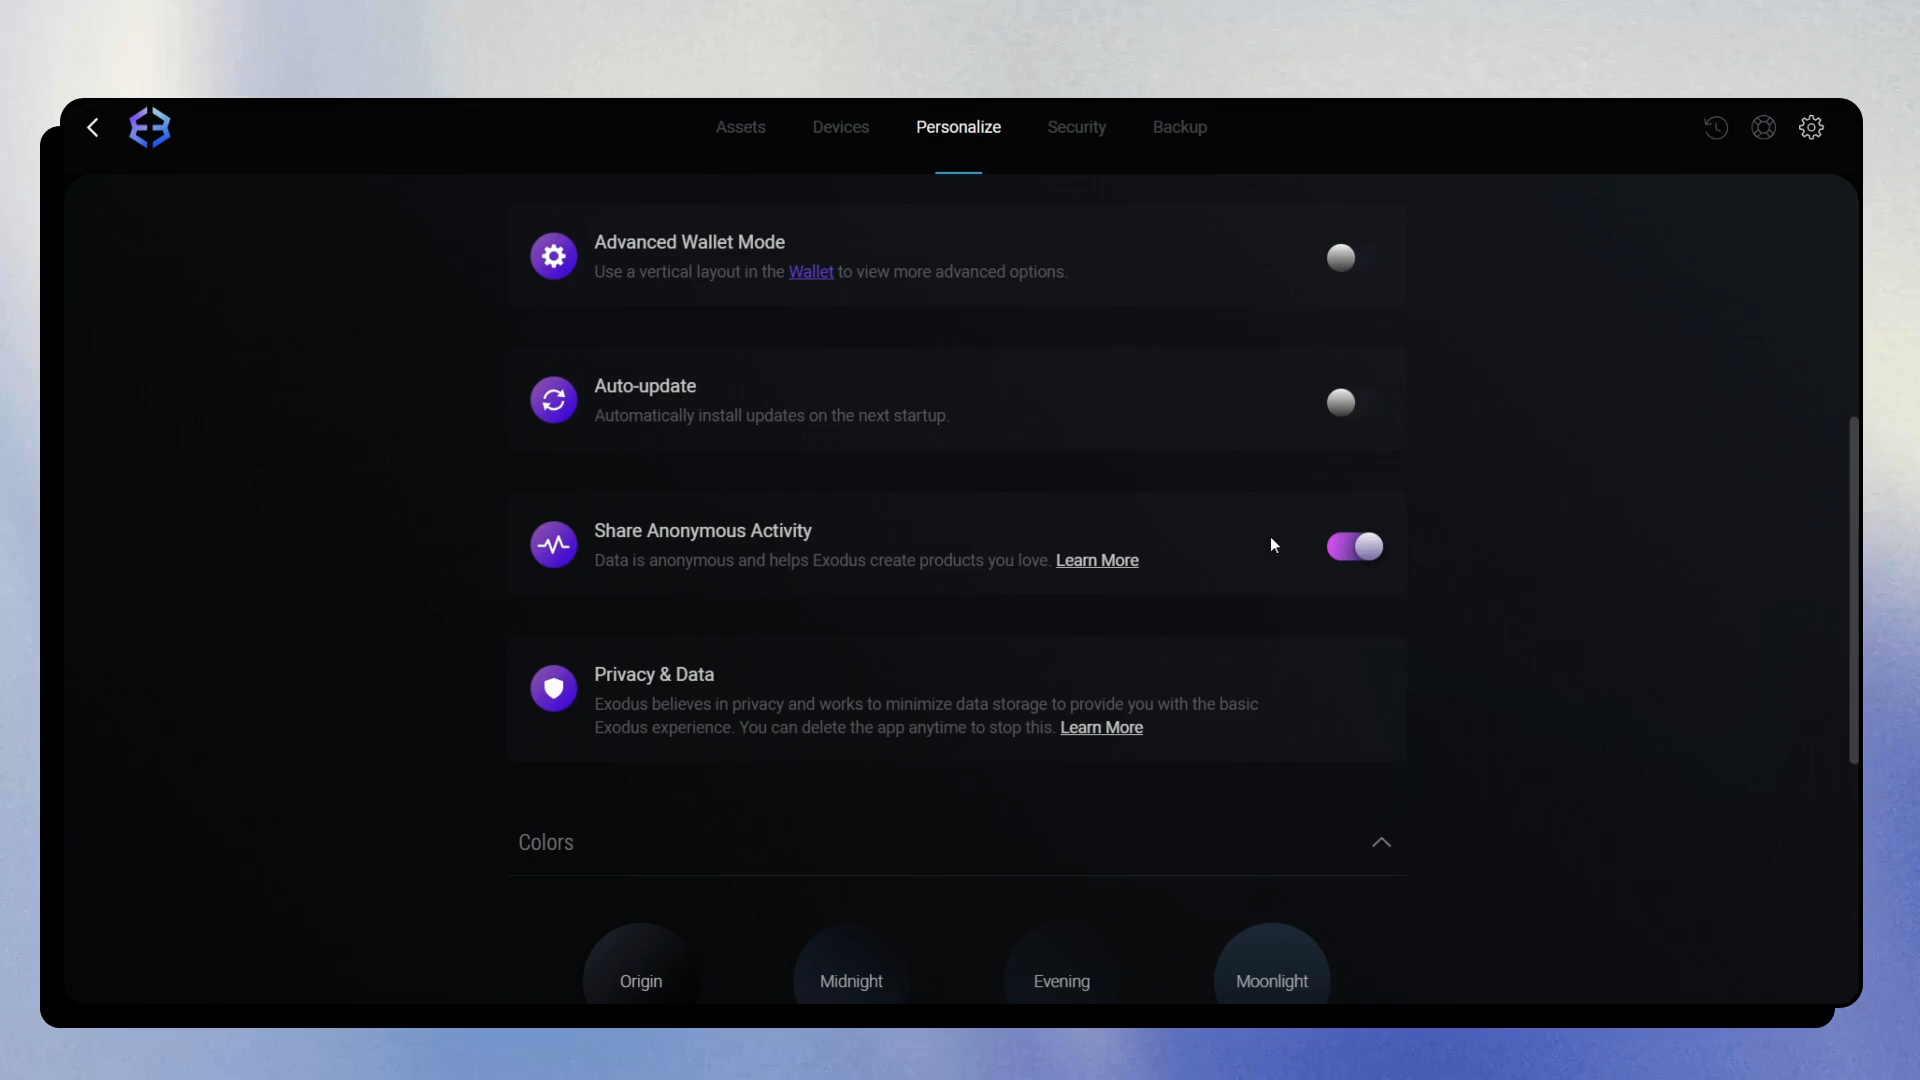 Assets Devices Personalize Security Backup
Advanced Wallet Mode
Use a vertical layout in the Wallet to view more advanced options.
Auto-update
Automatically install updates on the next startup.
Share Anonymous Activity
Data is anonymous and helps Exodus create products you love. Learn More
Privacy & Data
Exodus believes in privacy and works to minimize data storage to provide you with the basic
Exodus experience. You can delete the app anytime to stop this. Learn More
Colors
Origin Midnight Evening Moonlight